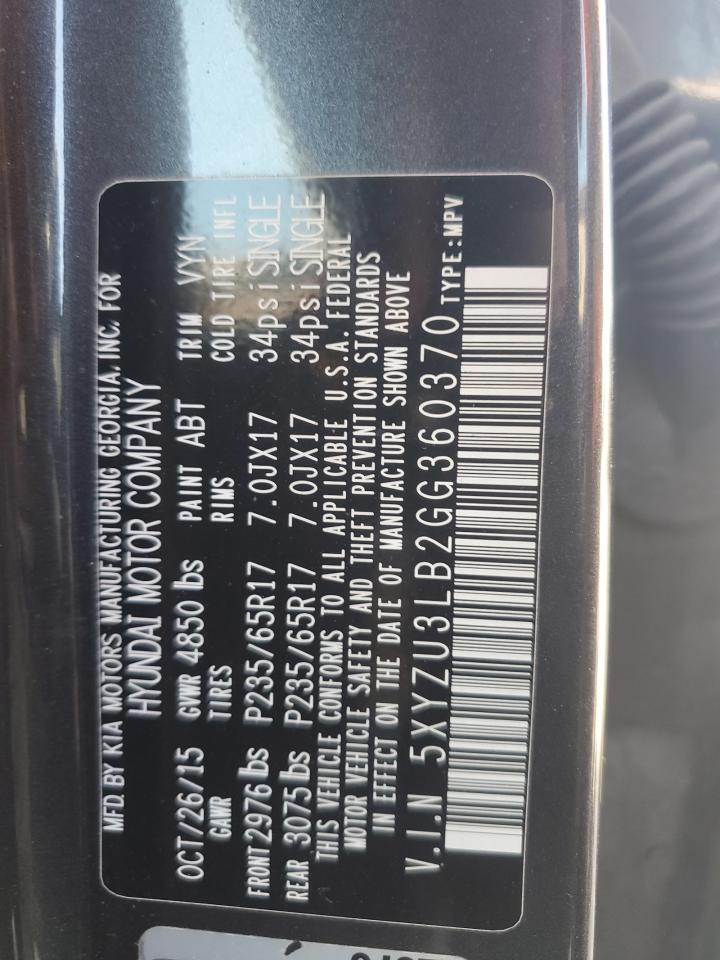 MFD. BY KIA MOTORS MANUFACTURING GEORGIA, INC. FOR
HYUNDAI MOTOR COMPANY
OCT/26/15 GVWR 4850 lbs PAINT ABT TRIM VYN
GAWR TIRES RIMS COLD TIRE INFL
FRONT 2976 lbs P235/65R17 7.0JX17 34psi SINGLE
REAR 3075 lbs P235/65R17 7.0JX17 34psi SINGLE
THIS VEHICLE CONFORMS TO ALL APPLICABLE U.S.A. FEDERAL
MOTOR VEHICLE SAFETY AND THEFT PREVENTION STANDARDS
IN EFFECT ON THE DATE OF MANUFACTURE SHOWN ABOVE
V.I.N 5XYZU3LB2GG360370 TYPE:MPV